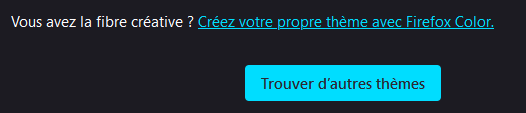 Vous avez la fibre créative ? Créez votre propre thème avec Firefox Color.
Trouver d’autres thèmes